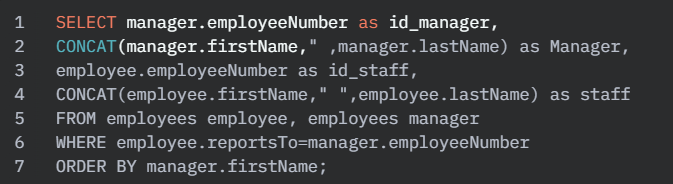 1 SELECT manager.employeeNumber as id_manager,
2 CONCAT(manager.firstName," ,manager.lastName) as Manager,
3 employee.employeeNumber as id_staff,
4 CONCAT(employee.firstName," ",employee.lastName) as staff
5 FROM employees employee, employees manager
6 WHERE employee.reportsTo=manager.employeeNumber
7 ORDER BY manager.firstName;